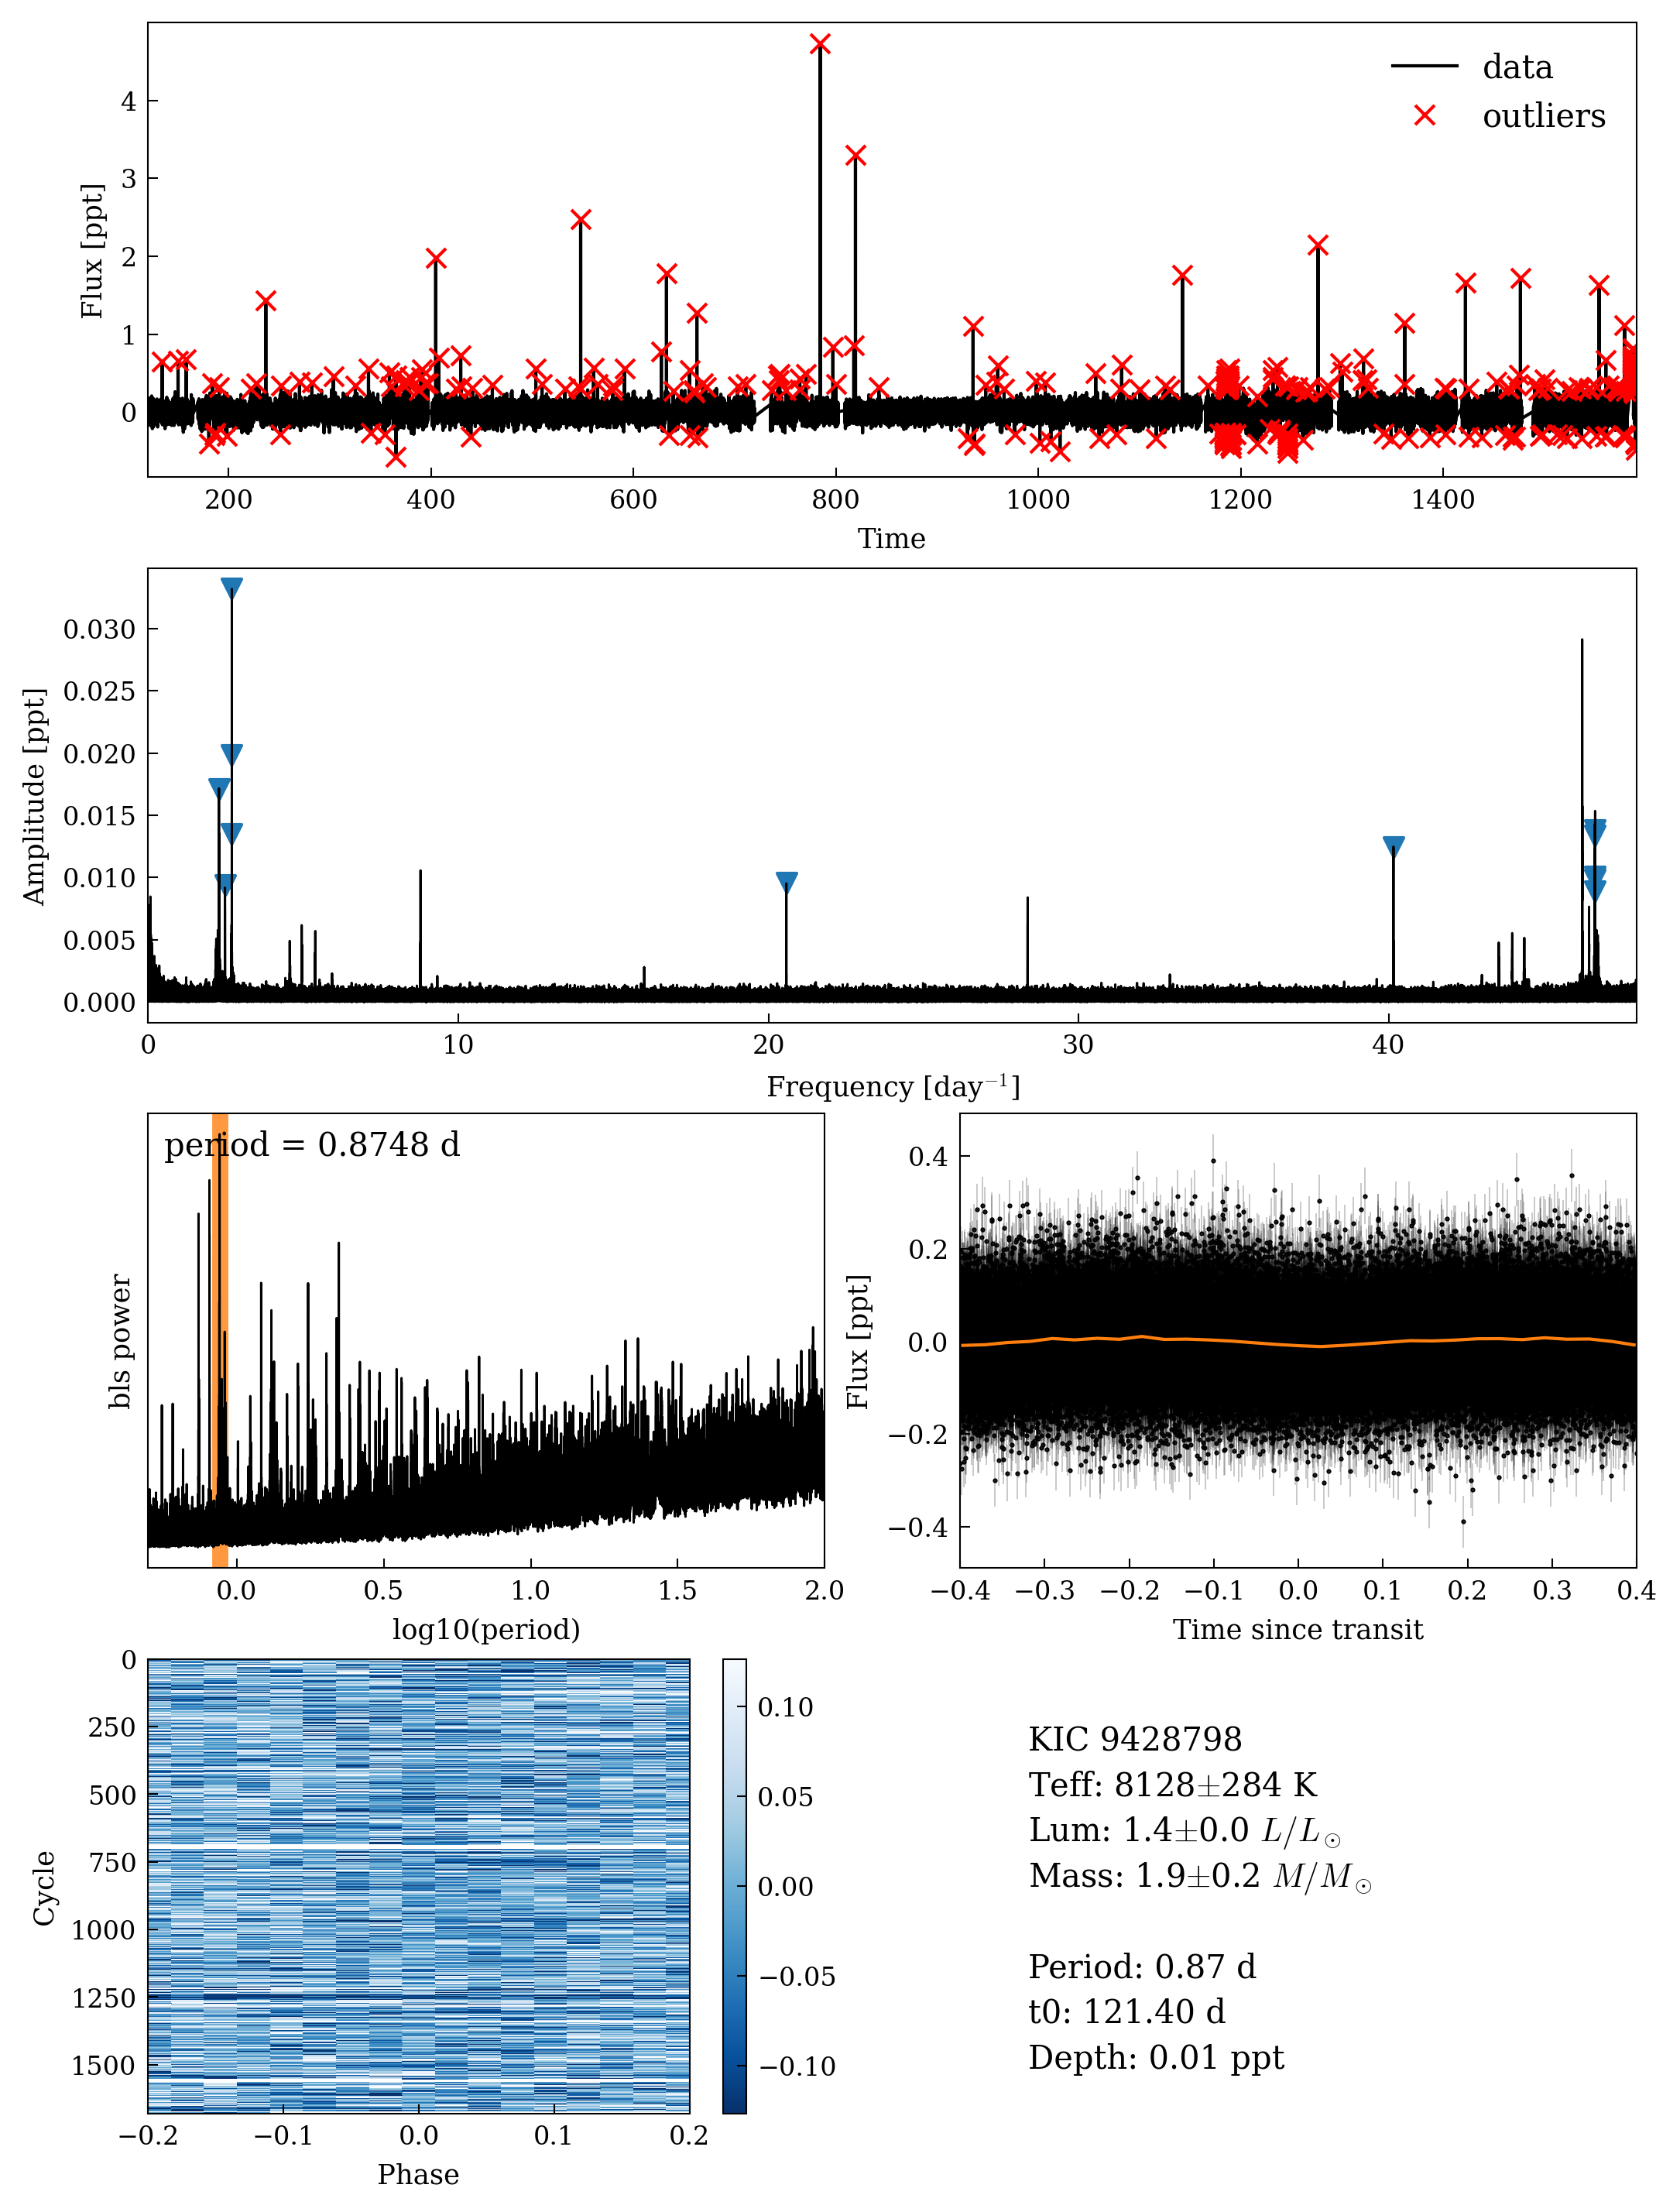 data
outliers
Flux [ppt]
4
3
2
1
0
200 400 600 800 1000 1200 1400
Time
Amplitude [ppt]
0.030
0.025
0.020
0.015
0.010
0.005
0.000
0 10 20 30 40
Frequency [day⁻¹]
period = 0.8748 d
bls power
0.0 0.5 1.0 1.5 2.0
log10(period)
Flux [ppt]
0.4
0.2
0.0
−0.2
−0.4
−0.4 −0.3 −0.2 −0.1 0.0 0.1 0.2 0.3 0.4
Time since transit
Cycle
0
250
500
750
1000
1250
1500
−0.2 −0.1 0.0 0.1 0.2
Phase
0.10
0.05
0.00
−0.05
−0.10
KIC 9428798
Teff: 8128±284 K
Lum: 1.4±0.0 L/L⊙
Mass: 1.9±0.2 M/M⊙
Period: 0.87 d
t0: 121.40 d
Depth: 0.01 ppt